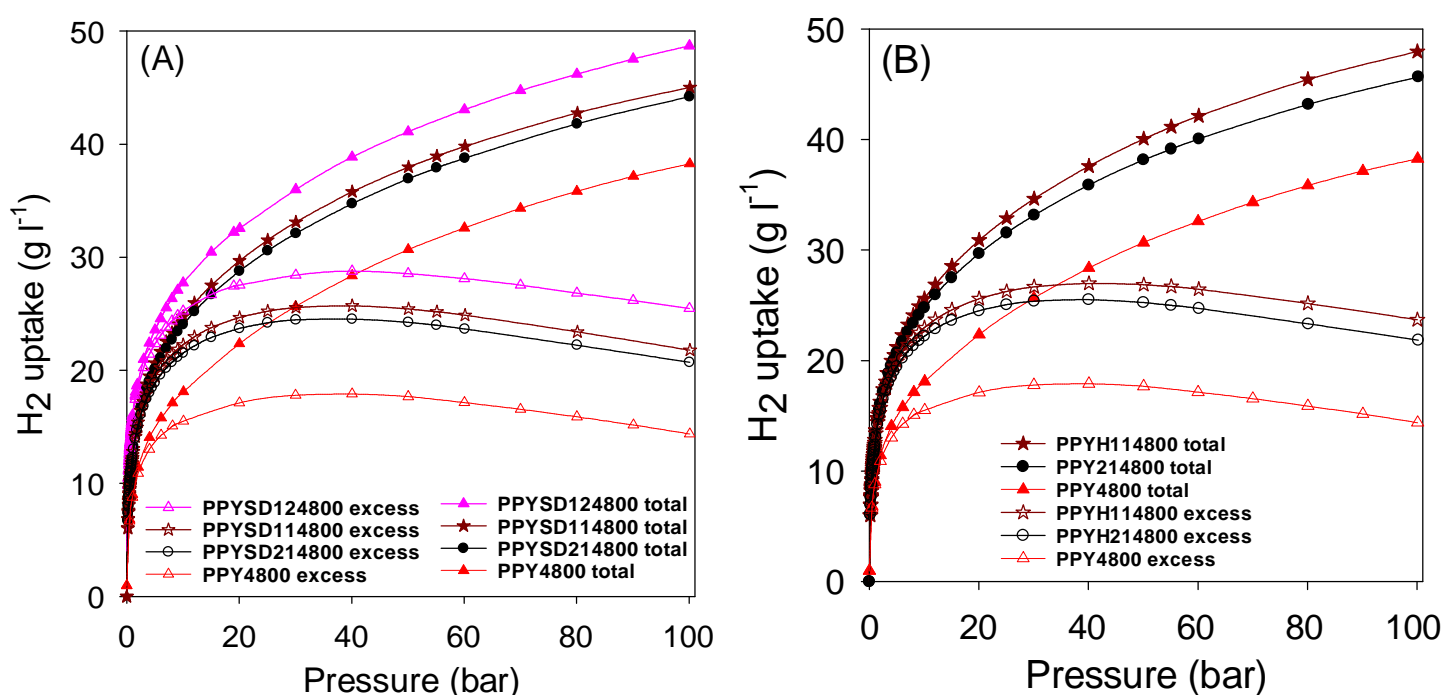 (A)
H2 uptake (g l-1)
50
40
30
20
10
0
PPYSD124800 excess
PPYSD114800 excess
PPYSD214800 excess
PPY4800 excess
PPYSD124800 total
PPYSD114800 total
PPYSD214800 total
PPY4800 total
0 20 40 60 80 100
Pressure (bar)
(B)
H2 uptake (g l-1)
50
40
30
20
10
0
PPYH114800 total
PPY214800 total
PPY4800 total
PPYH114800 excess
PPYH214800 excess
PPY4800 excess
0 20 40 60 80 100
Pressure (bar)